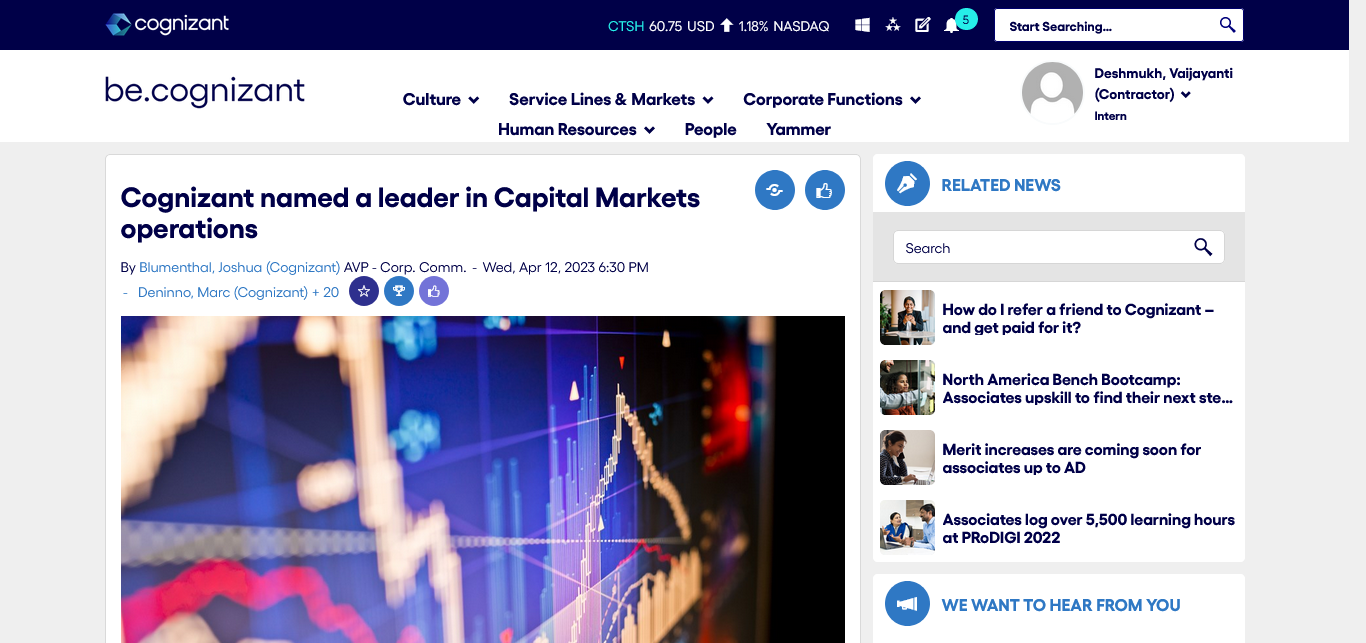 cognizant
CTSH 60.75 USD 1.18% NASDAQ
5
Start Searching...
be.cognizant
Culture
Service Lines & Markets
Corporate Functions
Human Resources
People
Yammer
Deshmukh, Vaijayanti
(Contractor)
Intern
Cognizant named a leader in Capital Markets
operations
By Blumenthal, Joshua (Cognizant) AVP - Corp. Comm. - Wed, Apr 12, 2023 6:30 PM
- Deninno, Marc (Cognizant) + 20
RELATED NEWS
Search
How do I refer a friend to Cognizant –
and get paid for it?
North America Bench Bootcamp:
Associates upskill to find their next ste...
Merit increases are coming soon for
associates up to AD
Associates log over 5,500 learning hours
at PRoDIGI 2022
WE WANT TO HEAR FROM YOU